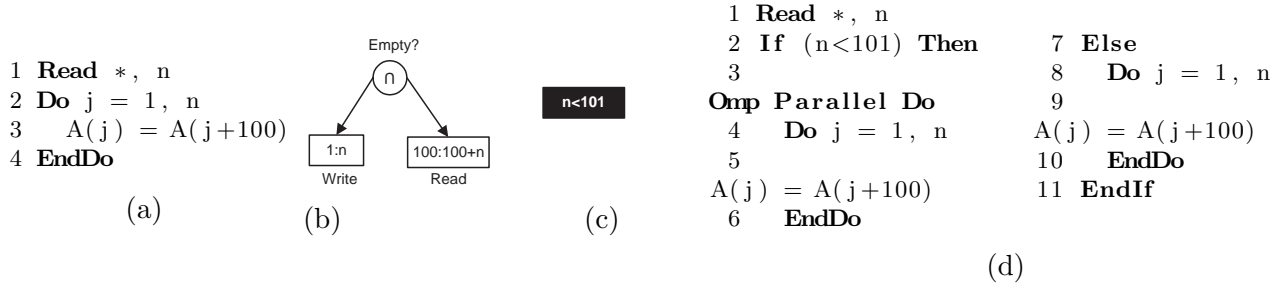 1 Read *, n
2 Do j = 1, n
3 A(j) = A(j+100)
4 EndDo
(a)
Empty?
∩
1:n
100:100+n
Write
Read
(b)
n<101
(c)
1 Read *, n
2 If (n<101) Then
3
Omp Parallel Do
4 Do j = 1, n
5
A(j) = A(j+100)
6 EndDo
7 Else
8 Do j = 1, n
9
A(j) = A(j+100)
10 EndDo
11 EndIf
(d)